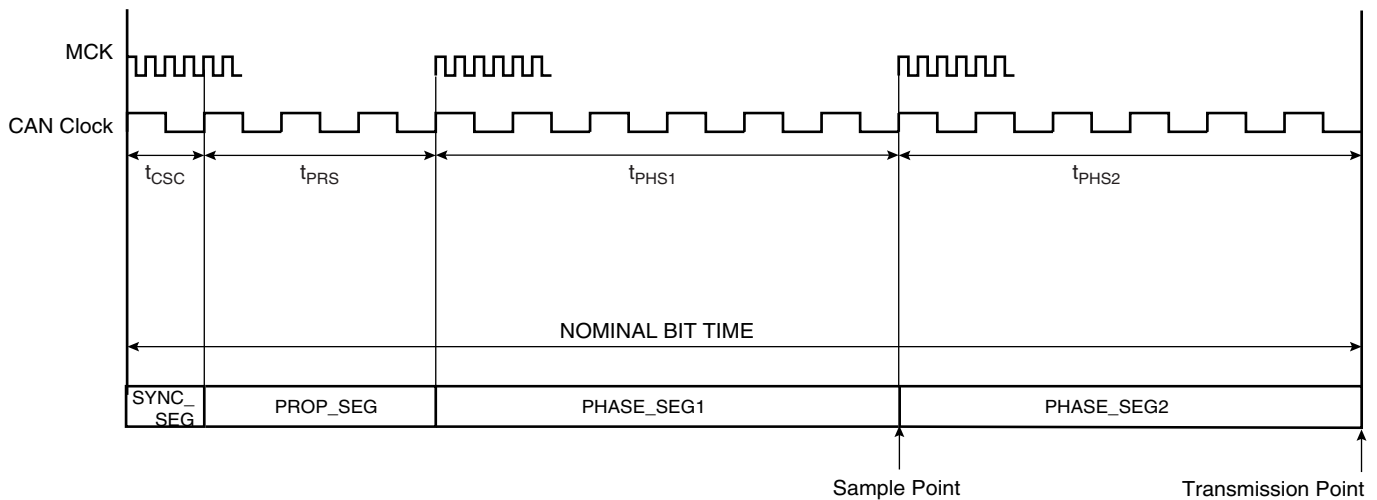 MCK
CAN Clock
tCSC
tPRS
tPHS1
tPHS2
NOMINAL BIT TIME
SYNC_
SEG
PROP_SEG
PHASE_SEG1
PHASE_SEG2
Sample Point
Transmission Point